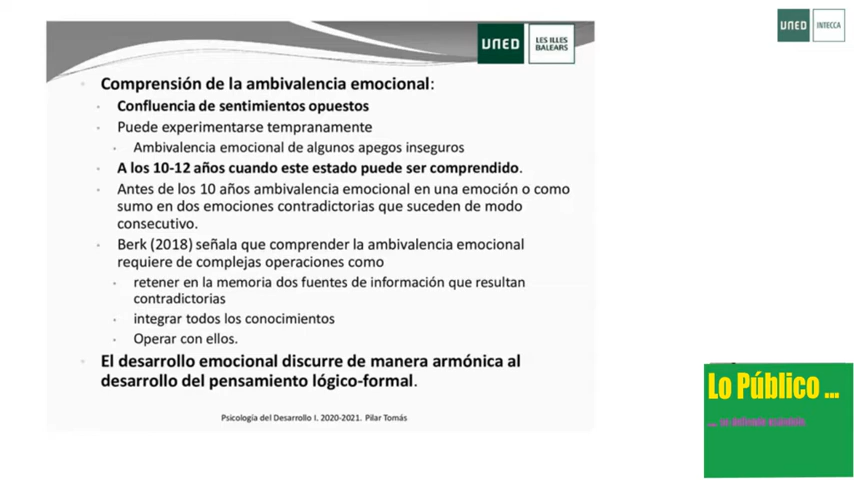 UNED
LES ILLES
BALEARS
UNED
INTECCA
Comprensión de la ambivalencia emocional:
Confluencia de sentimientos opuestos
Puede experimentarse tempranamente
Ambivalencia emocional de algunos apegos inseguros
A los 10-12 años cuando este estado puede ser comprendido.
Antes de los 10 años ambivalencia emocional en una emoción o como
sumo en dos emociones contradictorias que suceden de modo
consecutivo.
Berk (2018) señala que comprender la ambivalencia emocional
requiere de complejas operaciones como
retener en la memoria dos fuentes de información que resultan
contradictorias
integrar todos los conocimientos
Operar con ellos.
El desarrollo emocional discurre de manera armónica al
desarrollo del pensamiento lógico-formal.
Psicología del Desarrollo I. 2020-2021. Pilar Tomás
Lo Público ...